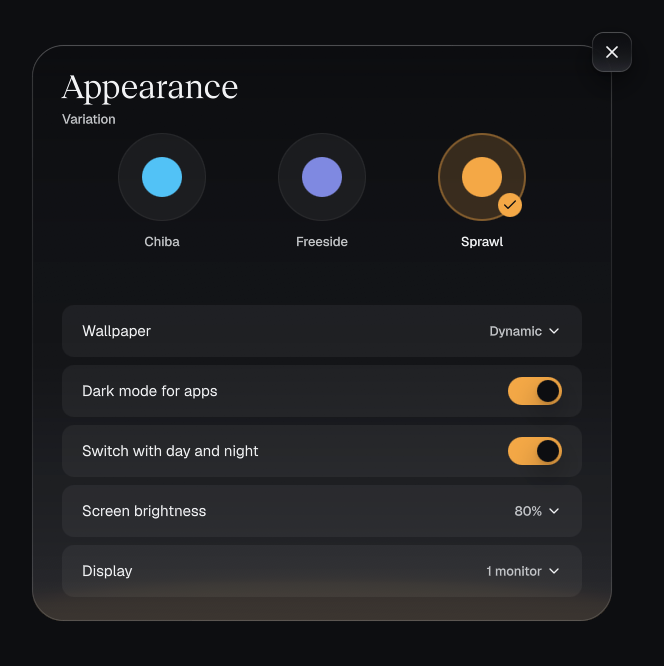 Appearance
Variation
Chiba
Freeside
Sprawl
Wallpaper
Dynamic
Dark mode for apps
Switch with day and night
Screen brightness
80%
Display
1 monitor